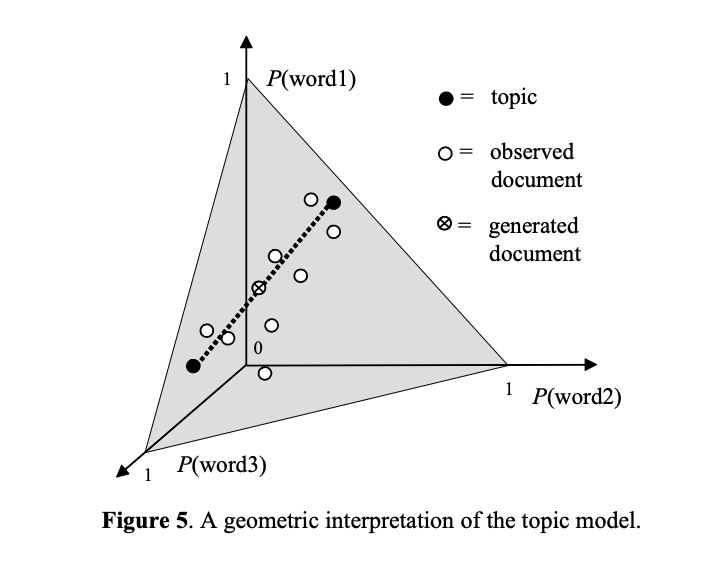 1 P(word1)
= topic
= observed
document
= generated
document
0
1 P(word2)
1 P(word3)
Figure 5. A geometric interpretation of the topic model.